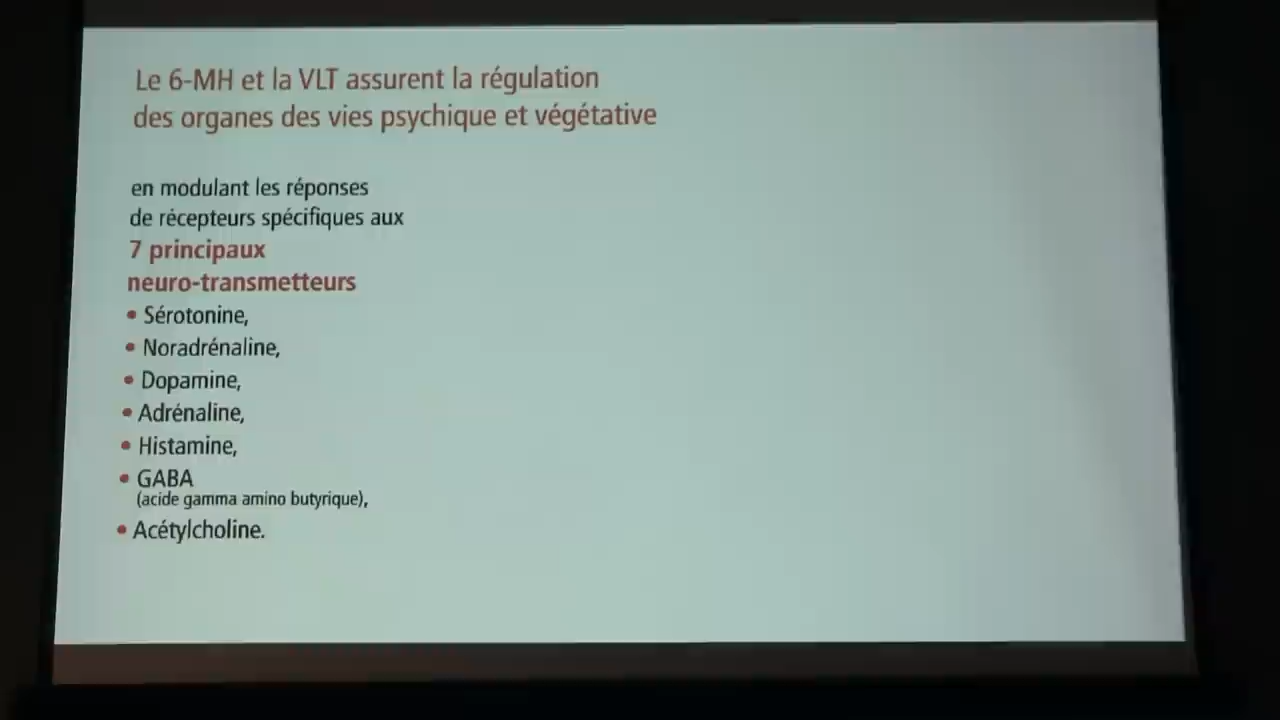 Le 6-MH et la VLT assurent la régulation
des organes des vies psychique et végétative
en modulant les réponses
de récepteurs spécifiques aux
7 principaux
neuro-transmetteurs
• Sérotonine,
• Noradrénaline,
• Dopamine,
• Adrénaline,
• Histamine,
• GABA
(acide gamma amino butyrique),
• Acétylcholine.